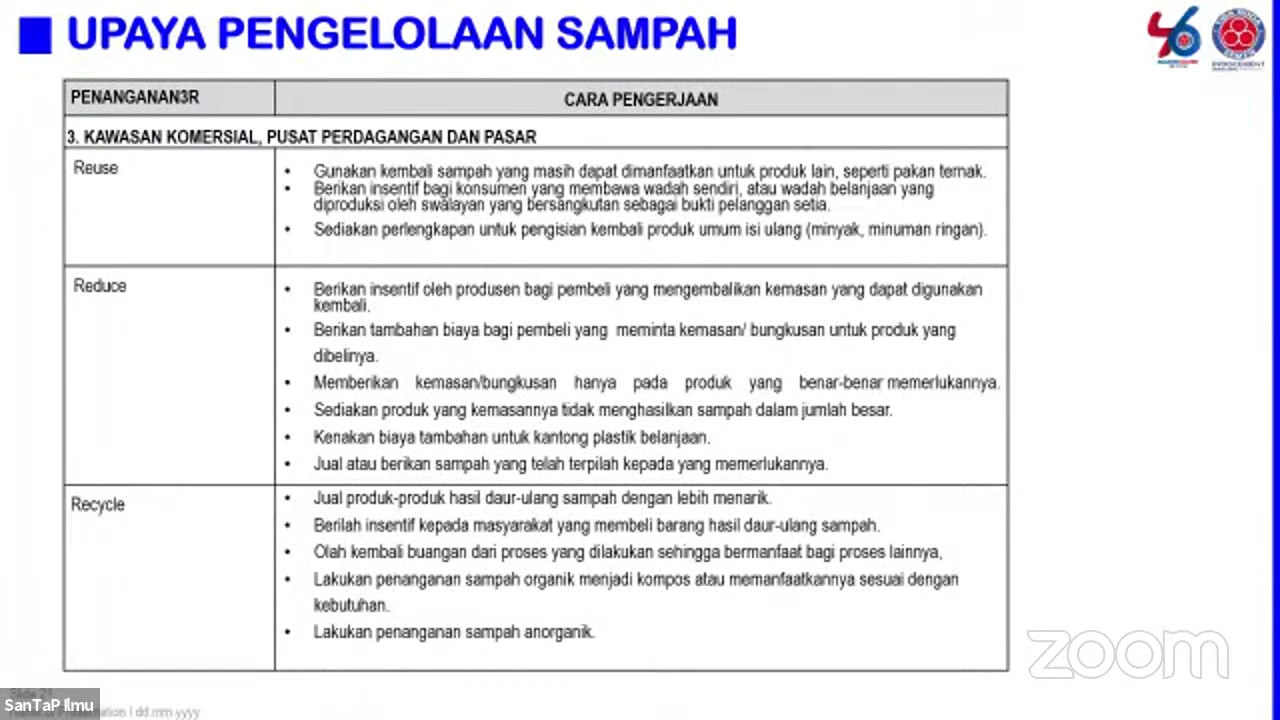 UPAYA PENGELOLAAN SAMPAH
PENANGANAN3R
CARA PENGERJAAN
3. KAWASAN KOMERSIAL, PUSAT PERDAGANGAN DAN PASAR
Reuse
• Gunakan kembali sampah yang masih dapat dimanfaatkan untuk produk lain, seperti pakan ternak.
• Berikan insentif bagi konsumen yang membawa wadah sendiri, atau wadah belanjaan yang
diproduksi oleh swalayan yang bersangkutan sebagai bukti pelanggan setia.
• Sediakan perlengkapan untuk pengisian kembali produk umum isi ulang (minyak, minuman ringan).
Reduce
• Berikan insentif oleh produsen bagi pembeli yang mengembalikan kemasan yang dapat digunakan
kembali.
• Berikan tambahan biaya bagi pembeli yang meminta kemasan/ bungkusan untuk produk yang
dibelinya.
• Memberikan kemasan/bungkusan hanya pada produk yang benar-benar memerlukannya.
• Sediakan produk yang kemasannya tidak menghasilkan sampah dalam jumlah besar.
• Kenakan biaya tambahan untuk kantong plastik belanjaan.
• Jual atau berikan sampah yang telah terpilah kepada yang memerlukannya.
Recycle
• Jual produk-produk hasil daur-ulang sampah dengan lebih menarik.
• Berilah insentif kepada masyarakat yang membeli barang hasil daur-ulang sampah.
• Olah kembali buangan dari proses yang dilakukan sehingga bermanfaat bagi proses lainnya,
• Lakukan penanganan sampah organik menjadi kompos atau memanfaatkannya sesuai dengan
kebutuhan.
• Lakukan penanganan sampah anorganik.
zoom
SanTaP Ilmu
dd.mm.yyyy